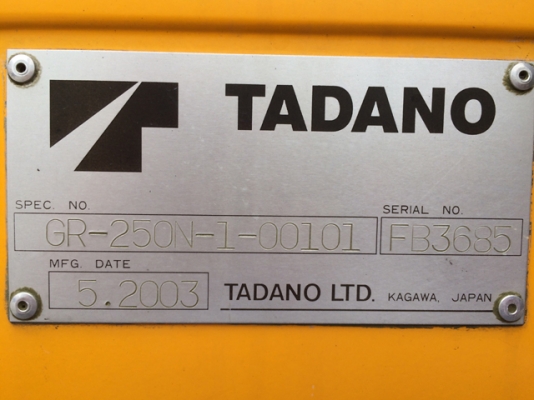 TADANO
SPEC. NO. SERIAL NO.
GR-250N-1-00101 FB3685
MFG. DATE
5.2003 TADANO LTD. KAGAWA, JAPAN